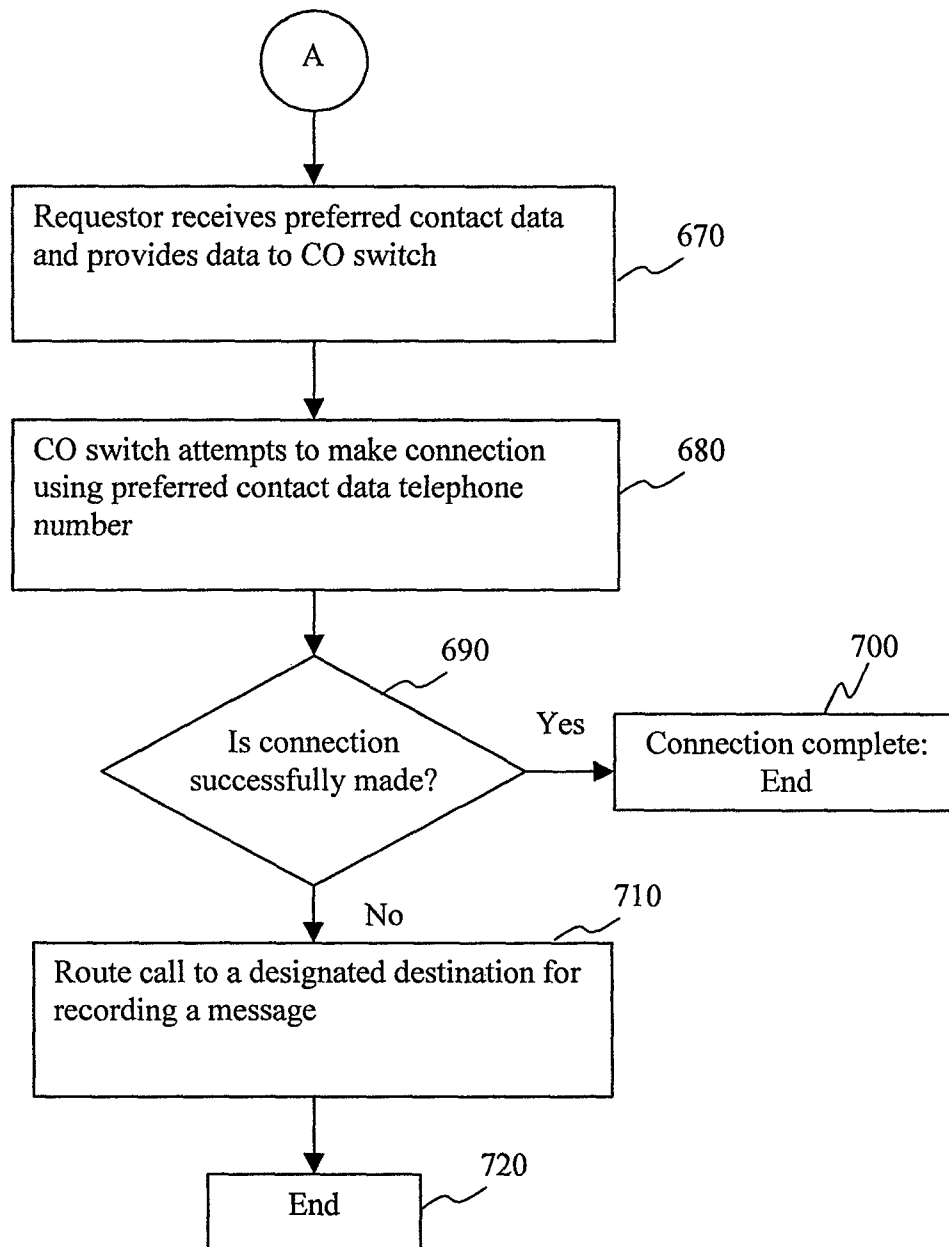 A
Requestor receives preferred contact data
and provides data to CO switch
670
CO switch attempts to make connection
using preferred contact data telephone
number
680
690
Is connection
successfully made?
Yes
700
Connection complete:
End
No
710
Route call to a designated destination for
recording a message
720
End